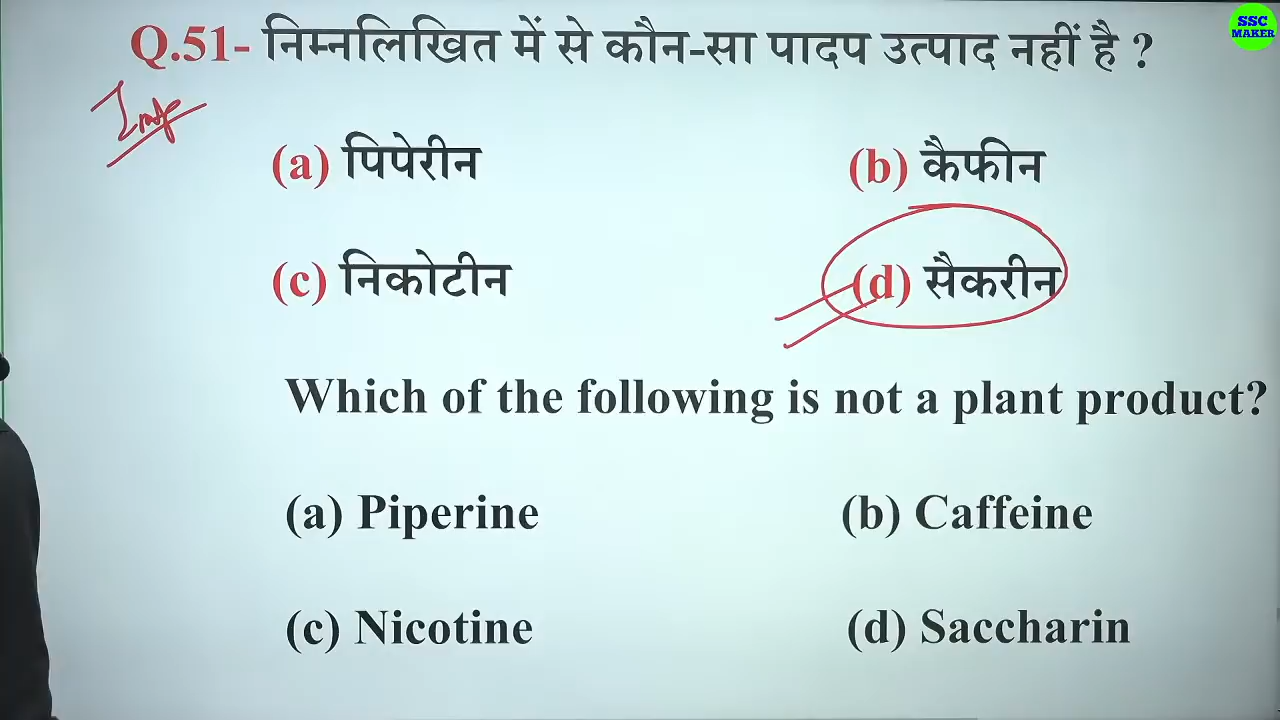 SSC
MAKER
Q.51- निम्नलिखित में से कौन-सा पादप उत्पाद नहीं है ?
Imp
(a) पिपेरीन (b) कैफीन
(c) निकोटीन (d) सैकरीन
Which of the following is not a plant product?
(a) Piperine (b) Caffeine
(c) Nicotine (d) Saccharin